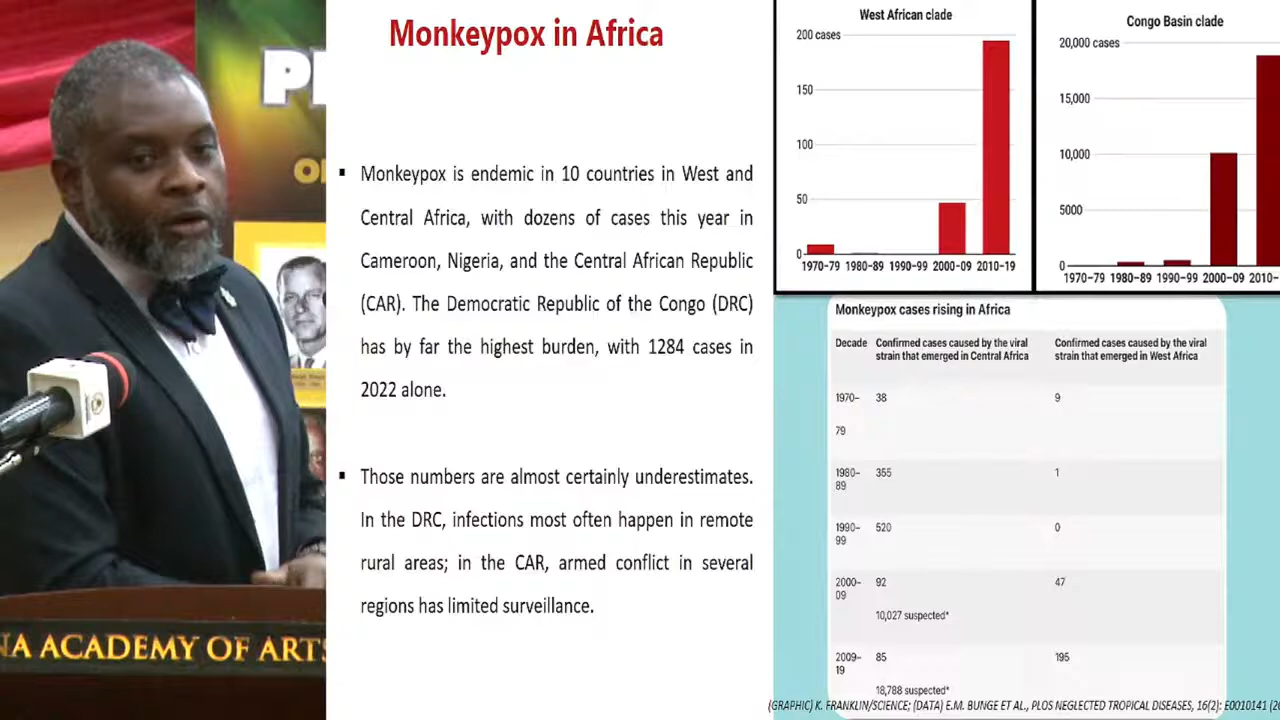 Monkeypox in Africa
▪ Monkeypox is endemic in 10 countries in West and
Central Africa, with dozens of cases this year in
Cameroon, Nigeria, and the Central African Republic
(CAR). The Democratic Republic of the Congo (DRC)
has by far the highest burden, with 1284 cases in
2022 alone.
▪ Those numbers are almost certainly underestimates.
In the DRC, infections most often happen in remote
rural areas; in the CAR, armed conflict in several
regions has limited surveillance.
West African clade
200 cases
150
100
50
0
1970-79 1980-89 1990-99 2000-09 2010-19
Congo Basin clade
20,000 cases
15,000
10,000
5000
0
1970-79 1980-89 1990-99 2000-09 2010-
Monkeypox cases rising in Africa
Decade Confirmed cases caused by the viral strain that emerged in Central Africa Confirmed cases caused by the viral strain that emerged in West Africa
1970–79 38 9
1980–89 355 1
1990–99 520 0
2000–09 92 47
10,027 suspected*
2009–19 85 195
18,788 suspected*
(GRAPHIC) K. FRANKLIN/SCIENCE; (DATA) E.M. BUNGE ET AL., PLOS NEGLECTED TROPICAL DISEASES, 16(2): E0010141 (20
NA ACADEMY OF ARTS